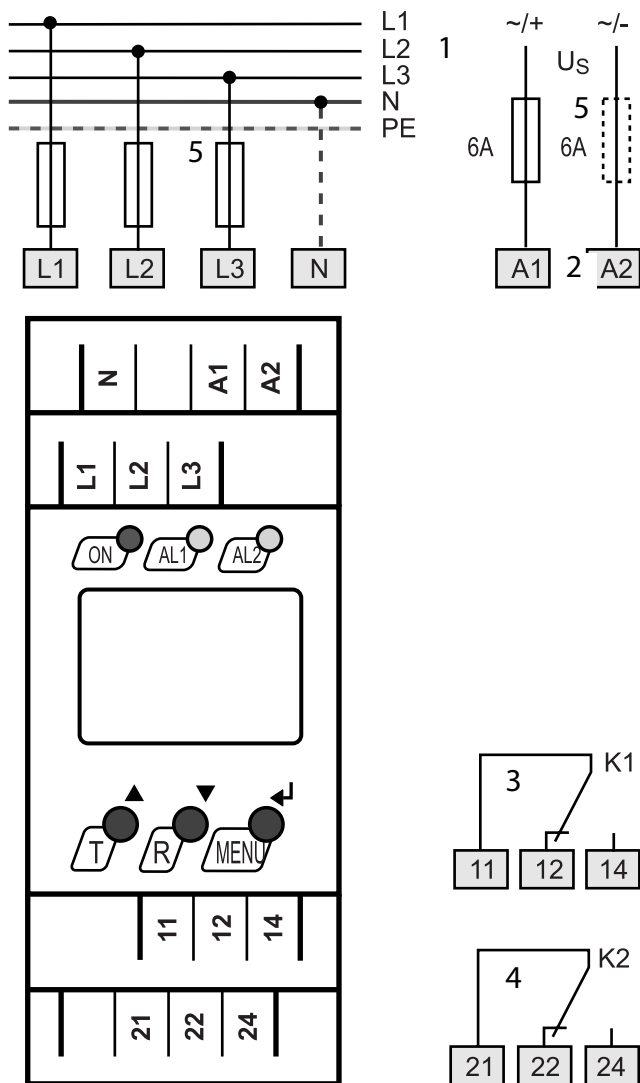 L1
L2 1
L3
N
PE
~/+ ~/-
U_S
5
5
6A 6A
L1 L2 L3 N
A1 2 A2
N A1 A2
L1 L2 L3
ON AL1 AL2
▲ ▼ ↲
T R MENU
11 12 14
21 22 24
K1
3
11 12 14
K2
4
21 22 24